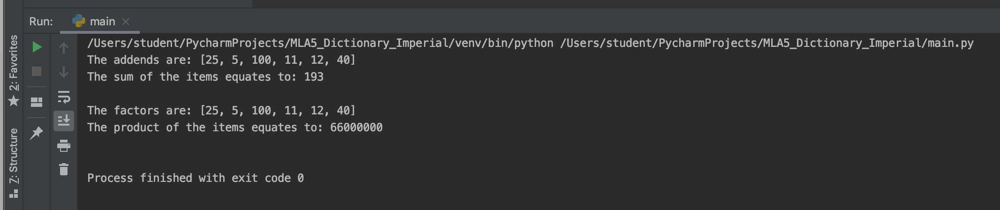 Run: main
/Users/student/PycharmProjects/MLA5_Dictionary_Imperial/venv/bin/python /Users/student/PycharmProjects/MLA5_Dictionary_Imperial/main.py
The addends are: [25, 5, 100, 11, 12, 40]
The sum of the items equates to: 193
The factors are: [25, 5, 100, 11, 12, 40]
The product of the items equates to: 66000000
Process finished with exit code 0
2: Favorites
7: Structure